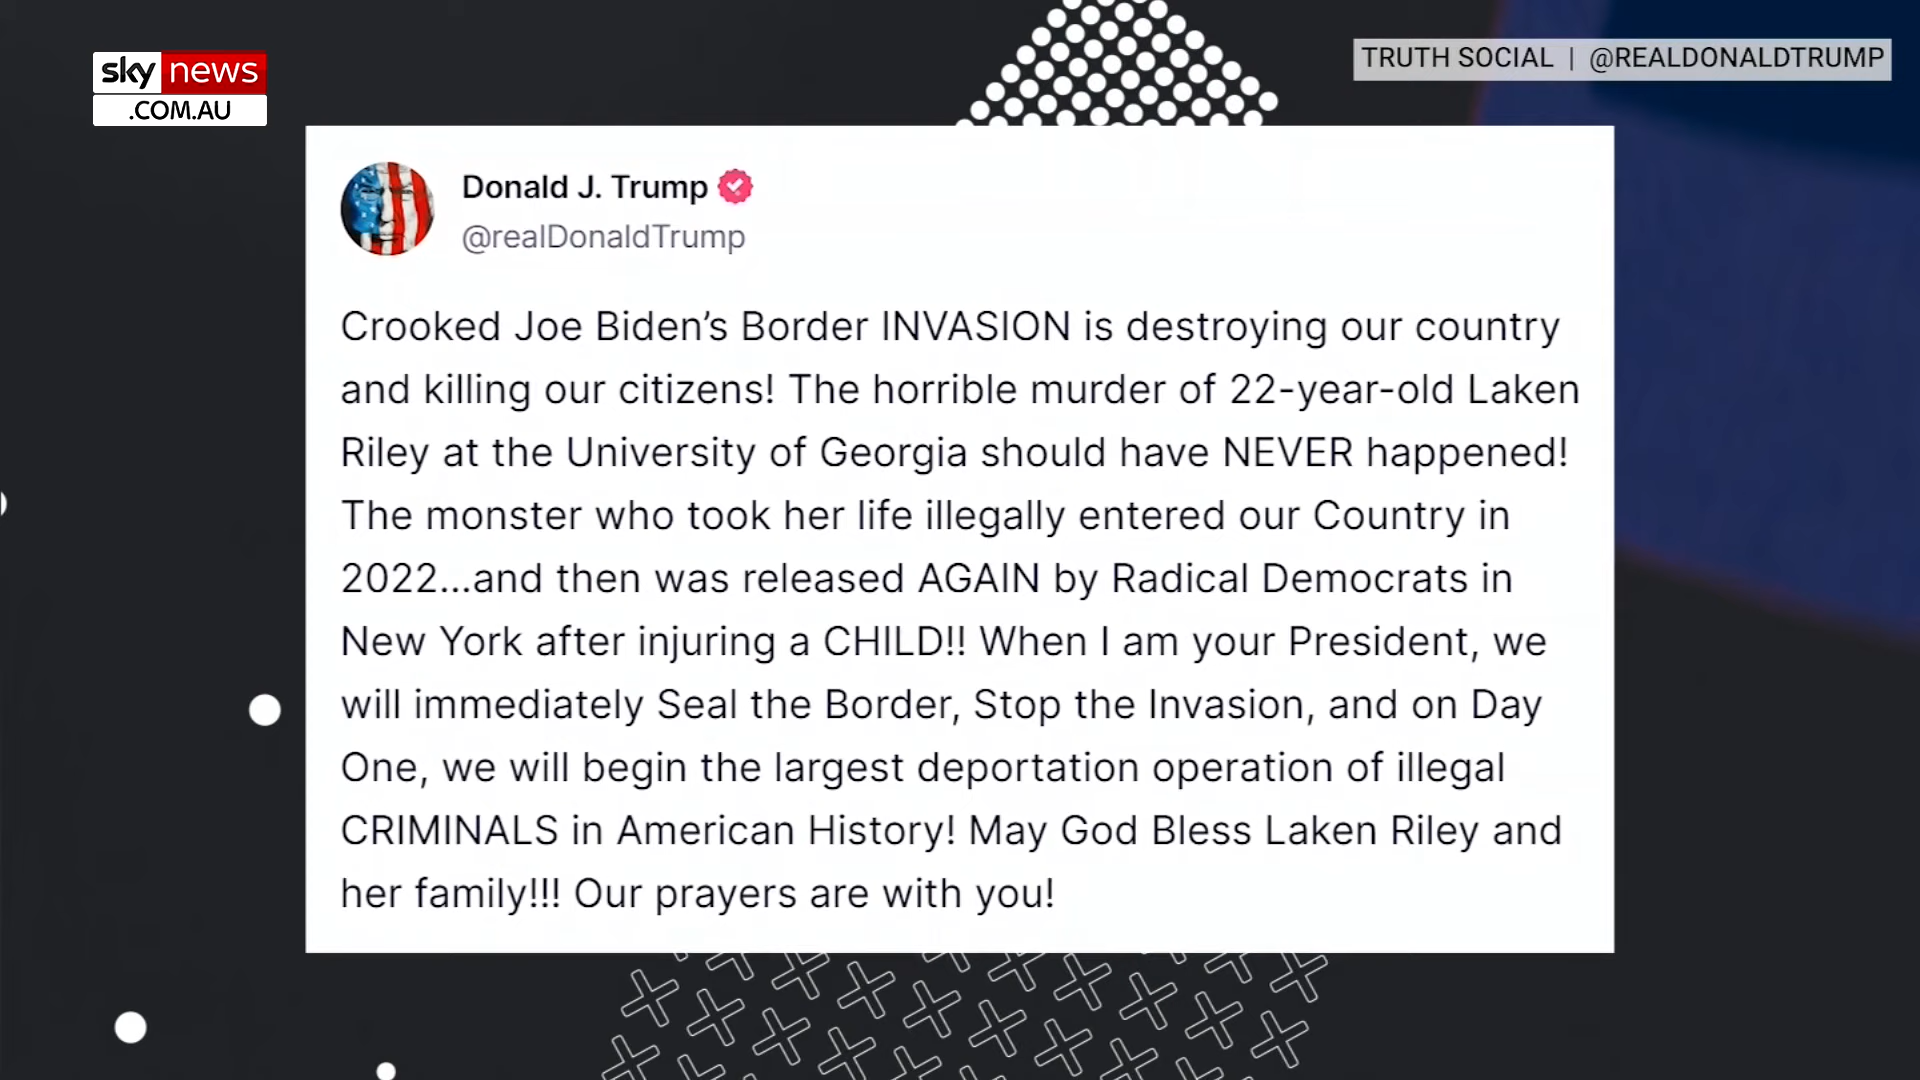 sky news
.COM.AU
TRUTH SOCIAL | @REALDONALDTRUMP
Donald J. Trump
@realDonaldTrump
Crooked Joe Biden’s Border INVASION is destroying our country
and killing our citizens! The horrible murder of 22-year-old Laken
Riley at the University of Georgia should have NEVER happened!
The monster who took her life illegally entered our Country in
2022...and then was released AGAIN by Radical Democrats in
New York after injuring a CHILD!! When I am your President, we
will immediately Seal the Border, Stop the Invasion, and on Day
One, we will begin the largest deportation operation of illegal
CRIMINALS in American History! May God Bless Laken Riley and
her family!!! Our prayers are with you!